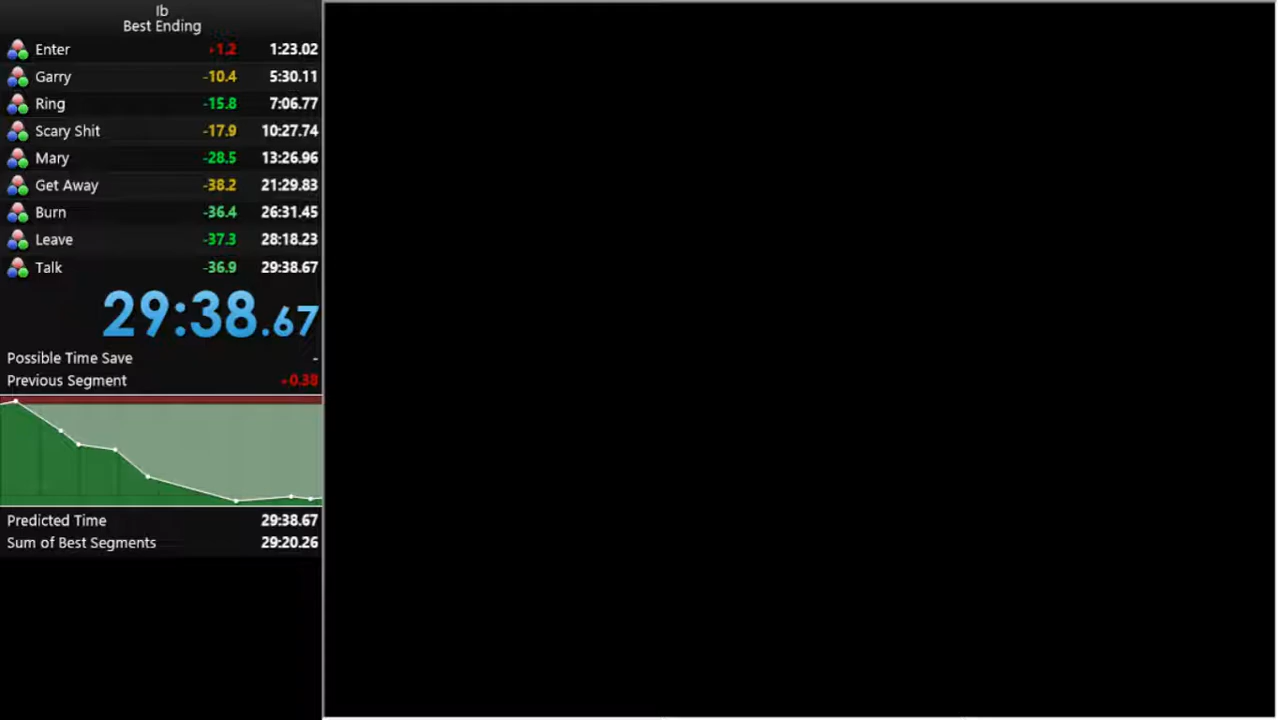 Ib
Best Ending
Enter +1.2 1:23.02
Garry -10.4 5:30.11
Ring -15.8 7:06.77
Scary Shit -17.9 10:27.74
Mary -28.5 13:26.96
Get Away -38.2 21:29.83
Burn -36.4 26:31.45
Leave -37.3 28:18.23
Talk -36.9 29:38.67
29:38.67
Possible Time Save -
Previous Segment +0.38
Predicted Time 29:38.67
Sum of Best Segments 29:20.26